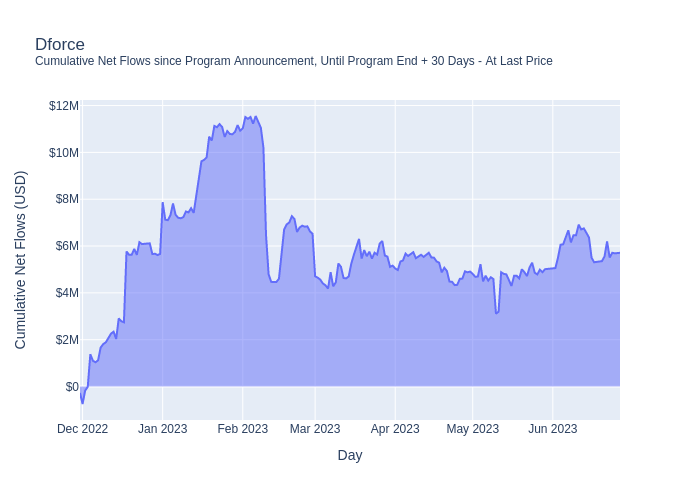 Dforce
Cumulative Net Flows since Program Announcement, Until Program End + 30 Days - At Last Price
Cumulative Net Flows (USD)
$12M
$10M
$8M
$6M
$4M
$2M
$0
Dec 2022
Jan 2023
Feb 2023
Mar 2023
Apr 2023
May 2023
Jun 2023
Day